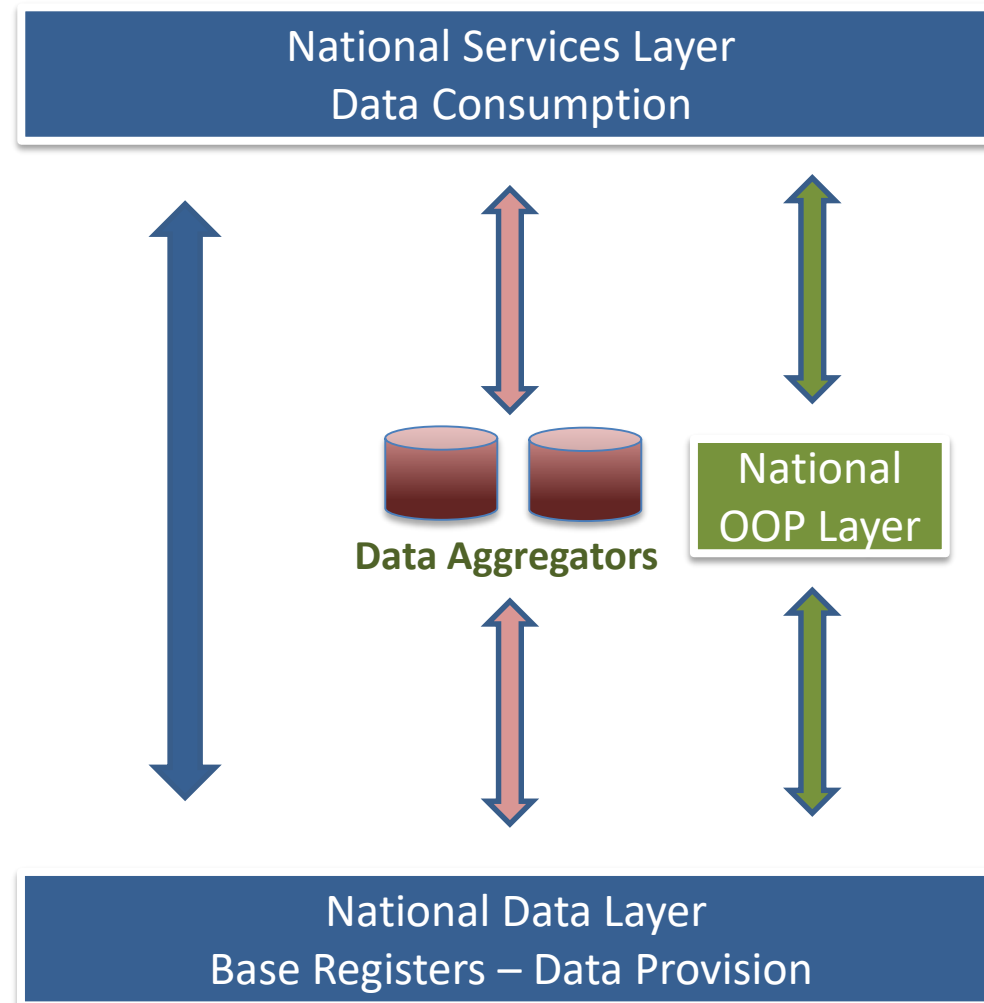 National Services Layer
Data Consumption
Data Aggregators
National
OOP Layer
National Data Layer
Base Registers – Data Provision